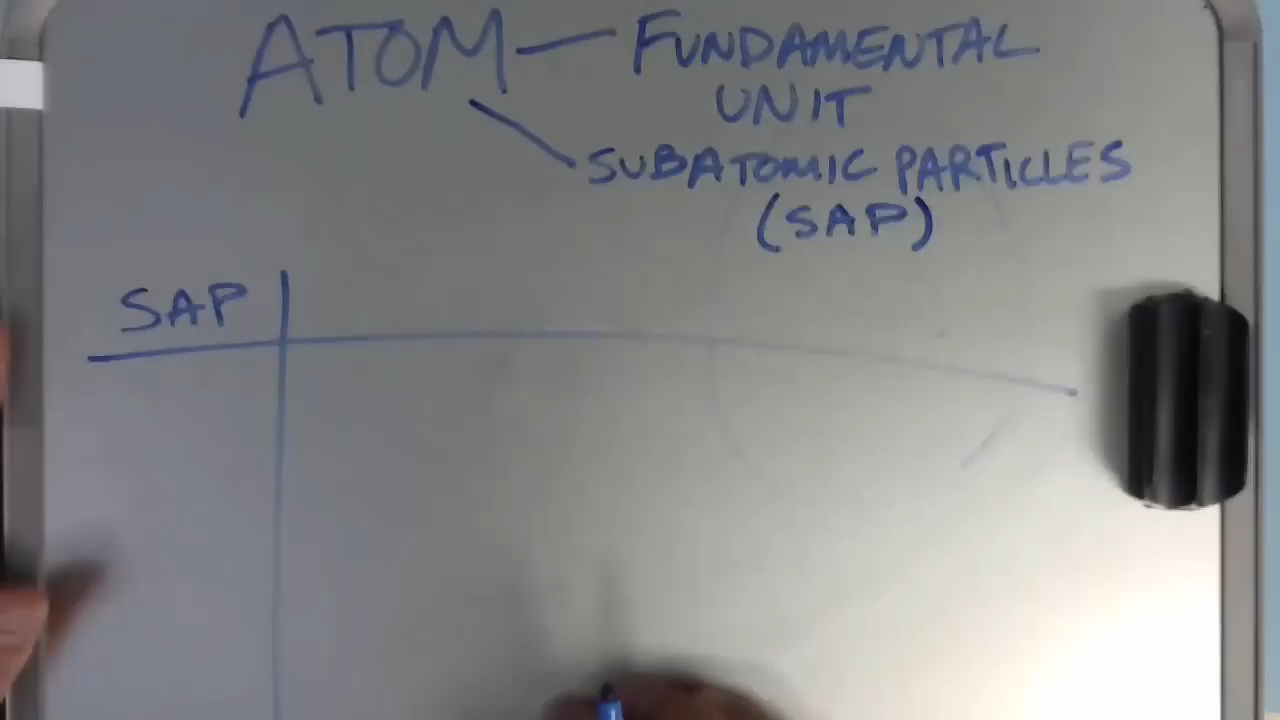 ATOM — FUNDAMENTAL
UNIT
SUBATOMIC PARTICLES
(SAP)
SAP